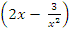 (2x − 3/x²)